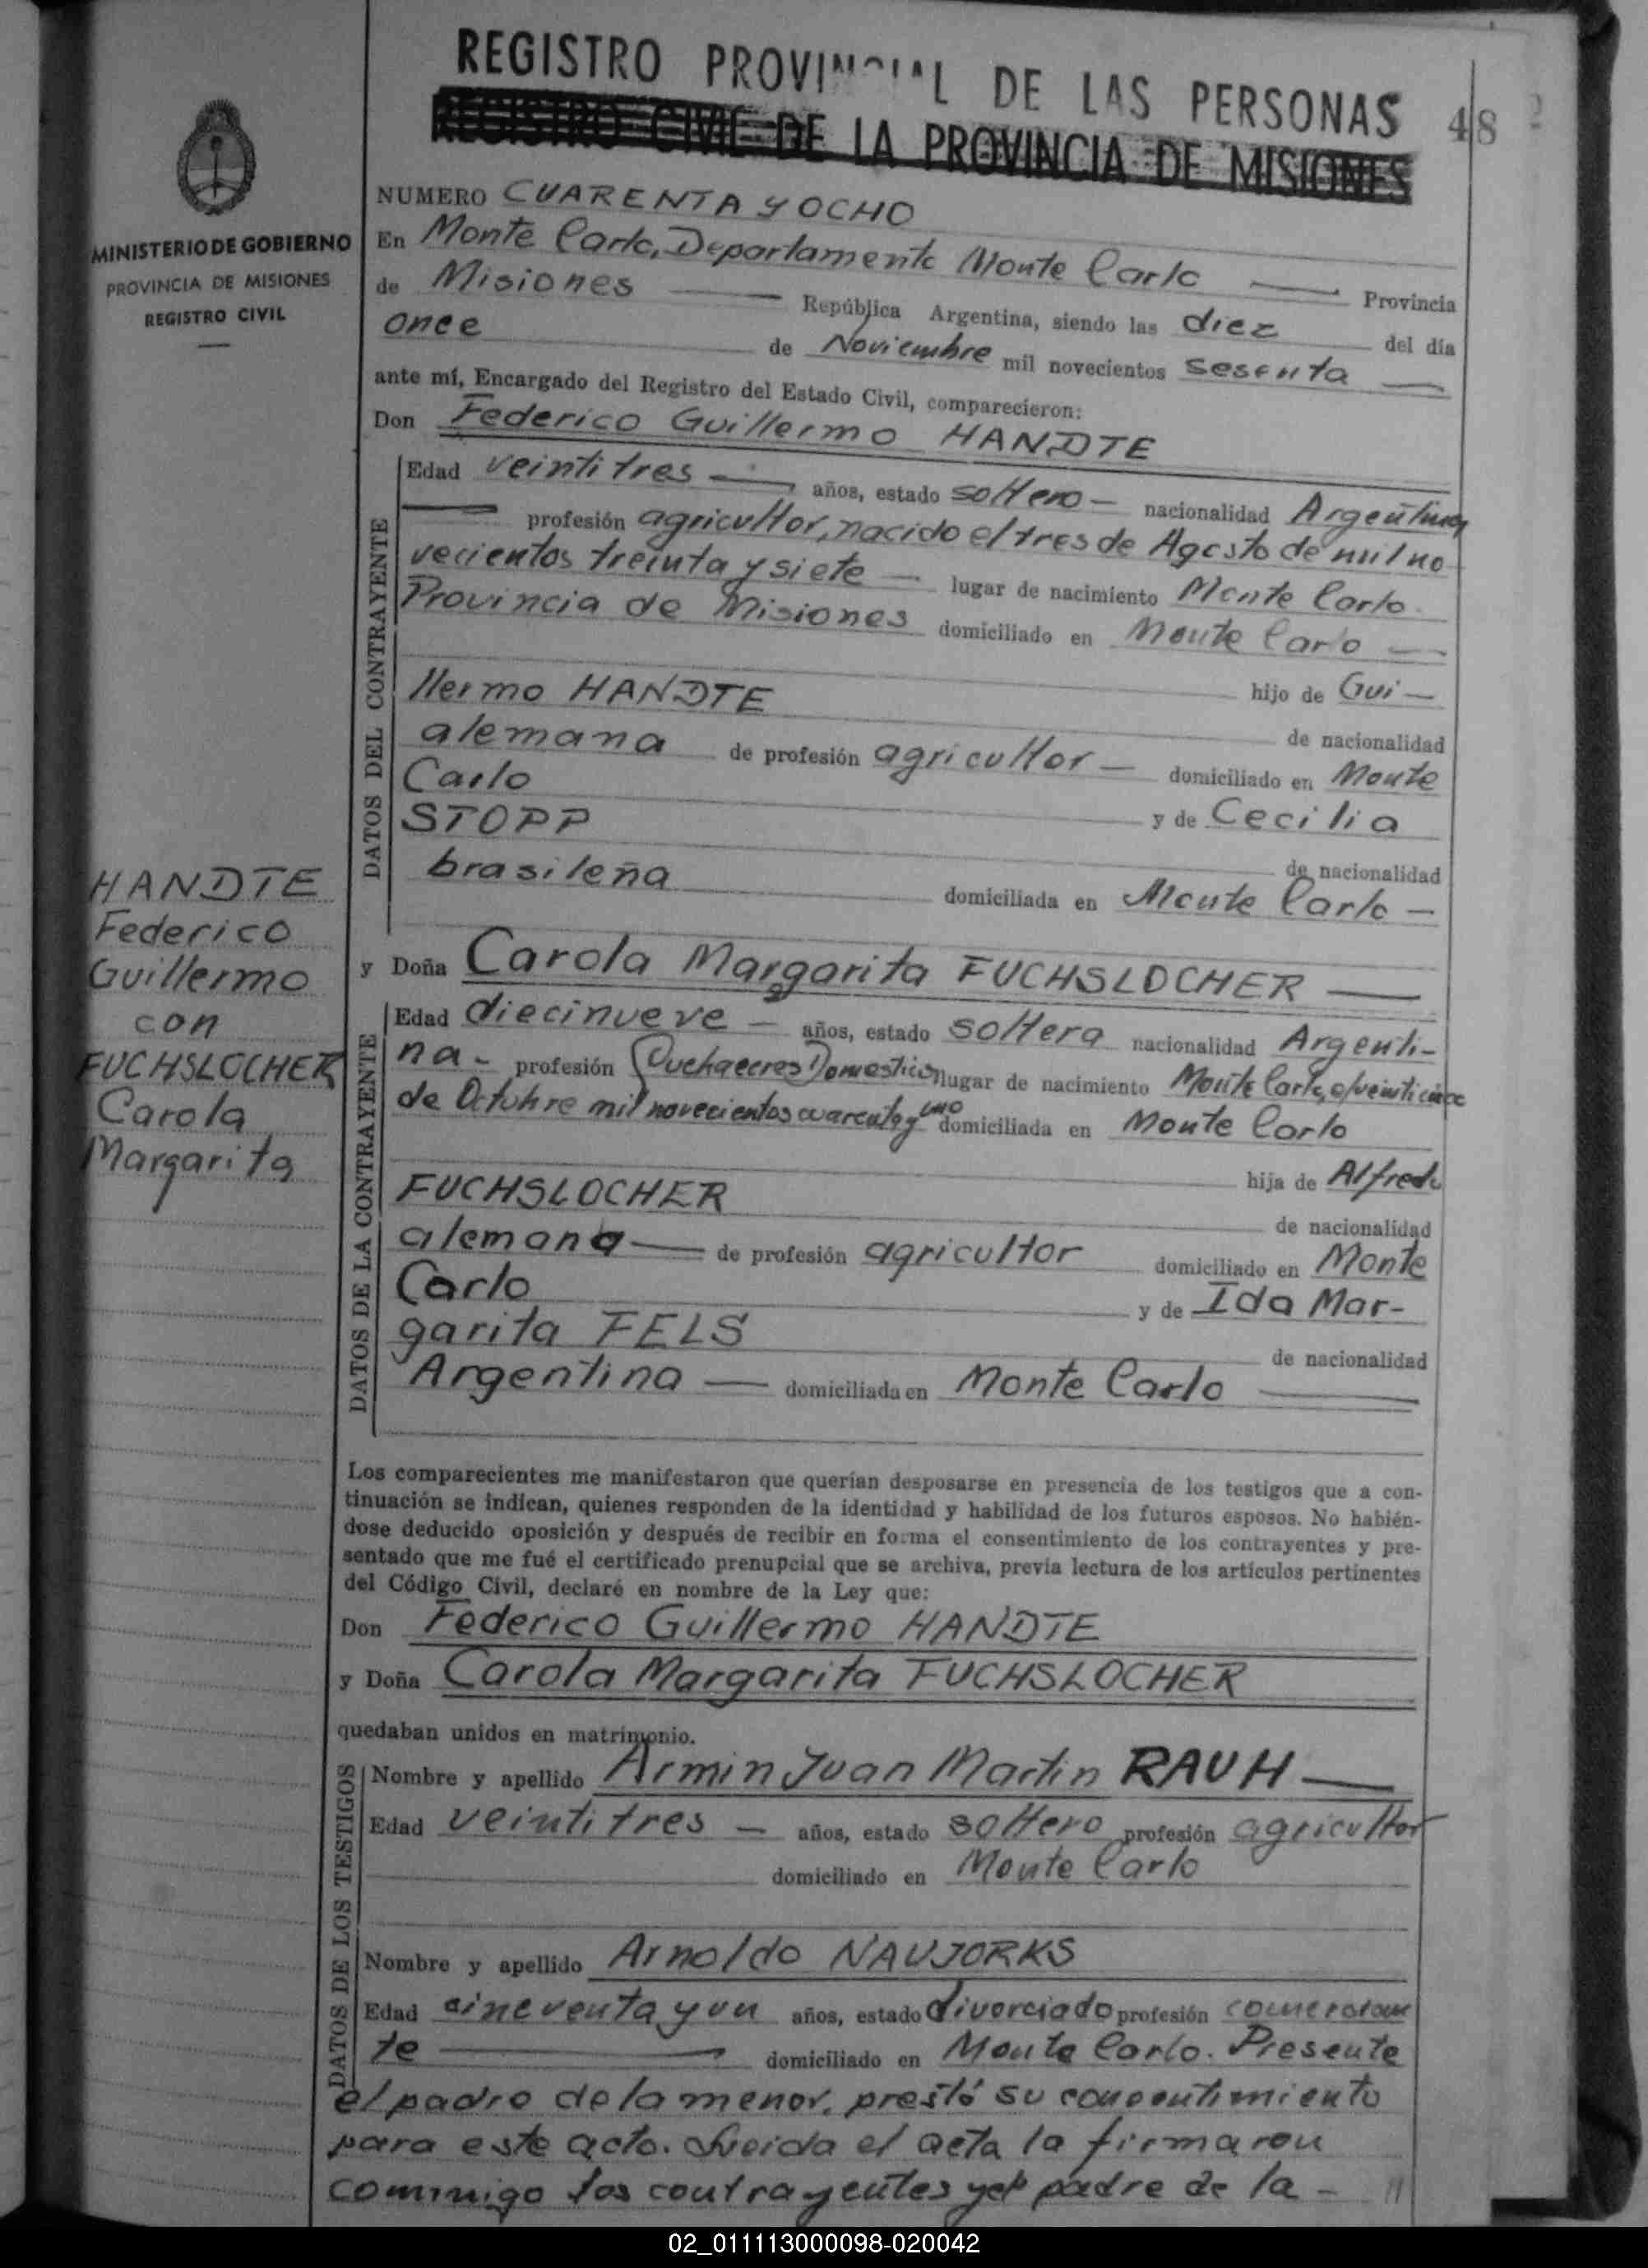 REGISTRO PROVINCIAL DE LAS PERSONAS
48
REGISTRO CIVIL DE LA PROVINCIA DE MISIONES
MINISTERIO DE GOBIERNO
PROVINCIA DE MISIONES
REGISTRO CIVIL
NUMERO CUARENTA Y OCHO
En Monte Carlo, Departamento Monte Carlo Provincia
de Misiones República Argentina, siendo las diez del día
once de Noviembre mil novecientos sesenta
ante mí, Encargado del Registro del Estado Civil, comparecieron:
Don Federico Guillermo HANDTE
DATOS DEL CONTRAYENTE
Edad veintitres años, estado soltero nacionalidad Argentina
profesión agricultor, nacido el tres de Agosto de mil no
vecientos treinta y siete lugar de nacimiento Monte Carlo
Provincia de Misiones domiciliado en Monte Carlo
hijo de Gui-
llermo HANDTE de nacionalidad
alemana de profesión agricultor domiciliado en Monte
Carlo y de Cecilia
STOPP de nacionalidad
brasileña domiciliada en Monte Carlo
HANDTE
Federico
Guillermo
con
FUCHSLOCHER
Carola
Margarita
y Doña Carola Margarita FUCHSLOCHER
DATOS DE LA CONTRAYENTE
Edad diecinueve años, estado soltera nacionalidad Argenti-
na- profesión Quehaceres Domesticos lugar de nacimiento Monte Carlo, el veinticinco
de Octubre mil novecientos cuarenta y uno domiciliada en Monte Carlo
hija de Alfredo
FUCHSLOCHER de nacionalidad
alemana de profesión agricultor domiciliado en Monte
Carlo y de Ida Mar-
garita FELS de nacionalidad
Argentina domiciliada en Monte Carlo
Los comparecientes me manifestaron que querían desposarse en presencia de los testigos que a con-
tinuación se indican, quienes responden de la identidad y habilidad de los futuros esposos. No habién-
dose deducido oposición y después de recibir en forma el consentimiento de los contrayentes y pre-
sentado que me fué el certificado prenupcial que se archiva, previa lectura de los artículos pertinentes
del Código Civil, declaré en nombre de la Ley que:
Don Federico Guillermo HANDTE
y Doña Carola Margarita FUCHSLOCHER
quedaban unidos en matrimonio.
DATOS DE LOS TESTIGOS
Nombre y apellido Armin Juan Martin RAUH
Edad veintitres años, estado soltero profesión agricultor
domiciliado en Monte Carlo
Nombre y apellido Arnoldo NAUJORKS
Edad cincuenta y un años, estado divorciado profesión comercian
te domiciliado en Monte Carlo. Presente
el padre de la menor, prestó su consentimiento
para este acto. Leida el acta la firmaron
commigo los contrayentes y el padre de la - //
02_011113000098-020042